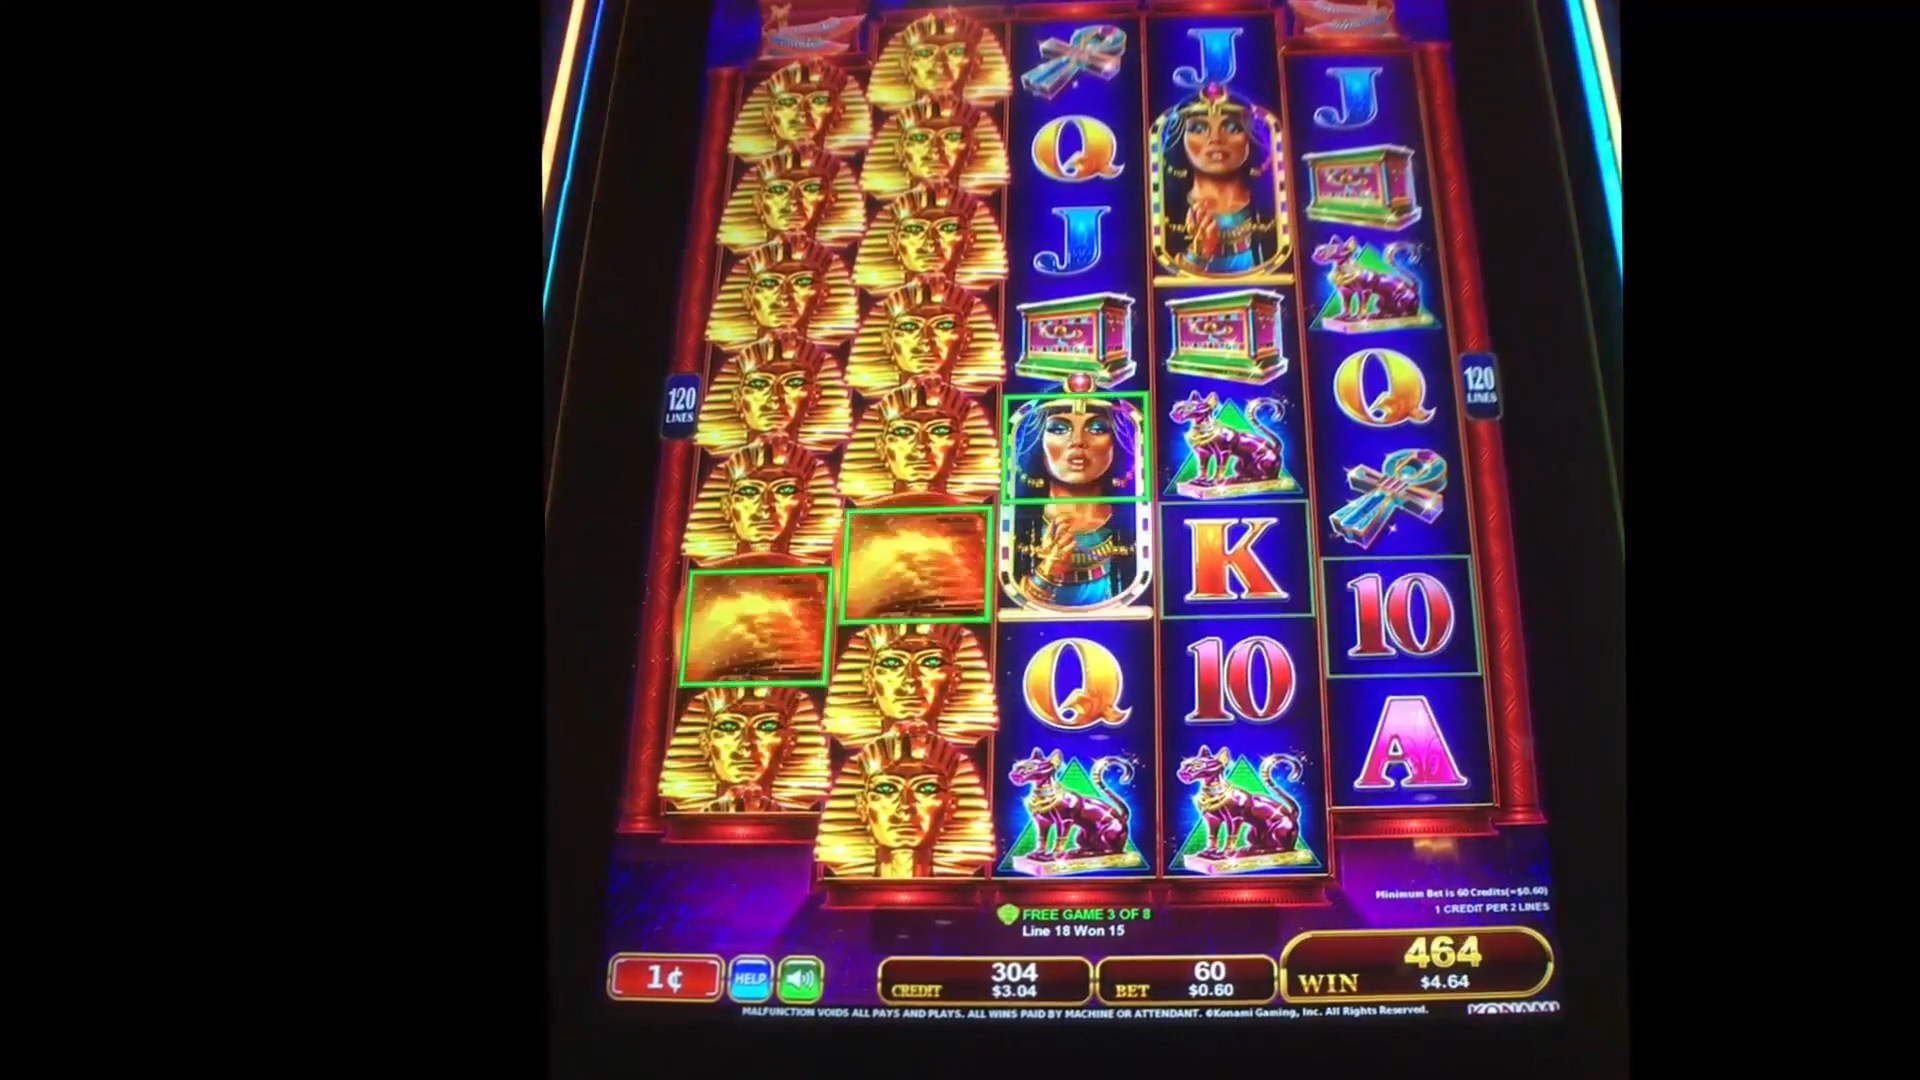 J
J
Q
J
Q
120
LINES
120
LINES
K
10
10
Q
A
Minimum Bet is 60 Credits(=$0.60)
1 CREDIT PER 2 LINES
FREE GAME 3 OF 8
Line 18 Won 15
1¢
HELP
304
CREDIT
$3.04
60
BET
$0.60
464
WIN
$4.64
MALFUNCTION VOIDS ALL PAYS AND PLAYS. ALL WINS PAID BY MACHINE OR ATTENDANT. ©Konami Gaming, Inc. All Rights Reserved.
KONAMI